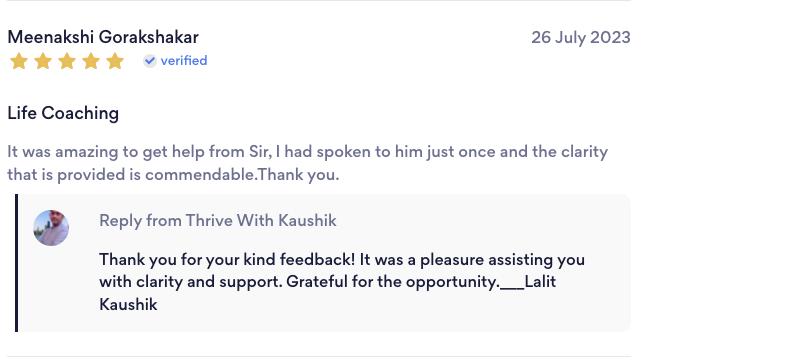 Meenakshi Gorakshakar
26 July 2023
verified
Life Coaching
It was amazing to get help from Sir, I had spoken to him just once and the clarity
that is provided is commendable.Thank you.
Reply from Thrive With Kaushik
Thank you for your kind feedback! It was a pleasure assisting you
with clarity and support. Grateful for the opportunity.___Lalit
Kaushik